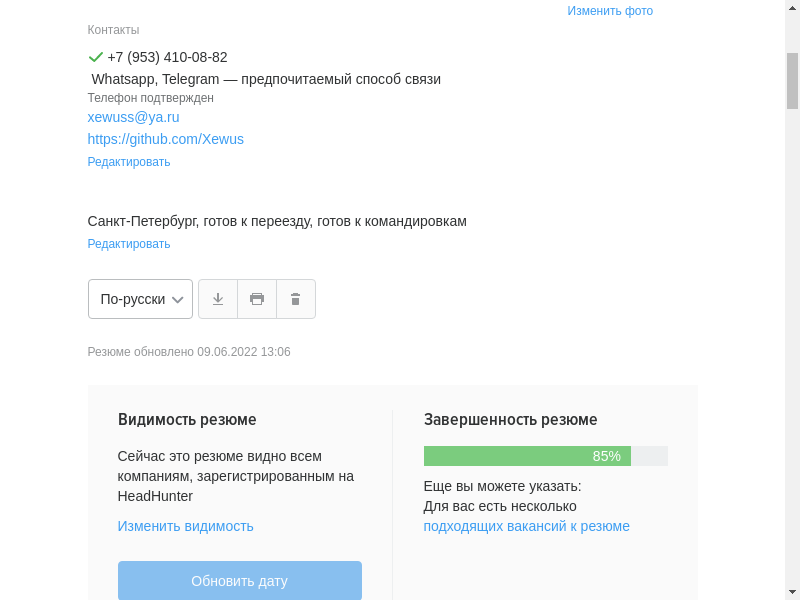 Изменить фото
Контакты
+7 (953) 410-08-82
Whatsapp, Telegram — предпочитаемый способ связи
Телефон подтвержден
xewuss@ya.ru
https://github.com/Xewus
Редактировать
Санкт-Петербург, готов к переезду, готов к командировкам
Редактировать
По-русски
Резюме обновлено 09.06.2022 13:06
Видимость резюме
Сейчас это резюме видно всем
компаниям, зарегистрированным на
HeadHunter
Изменить видимость
Обновить дату
Завершенность резюме
85%
Еще вы можете указать:
Для вас есть несколько
подходящих вакансий к резюме